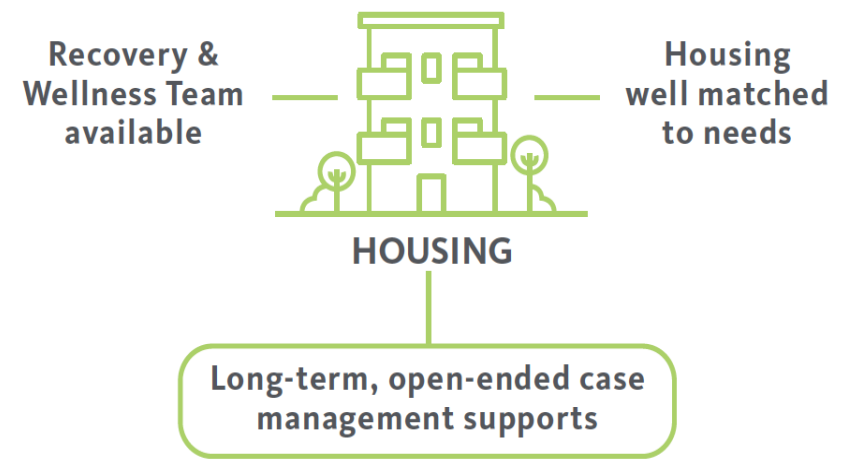 Recovery &
Wellness Team
available
Housing
well matched
to needs
HOUSING
Long-term, open-ended case
management supports